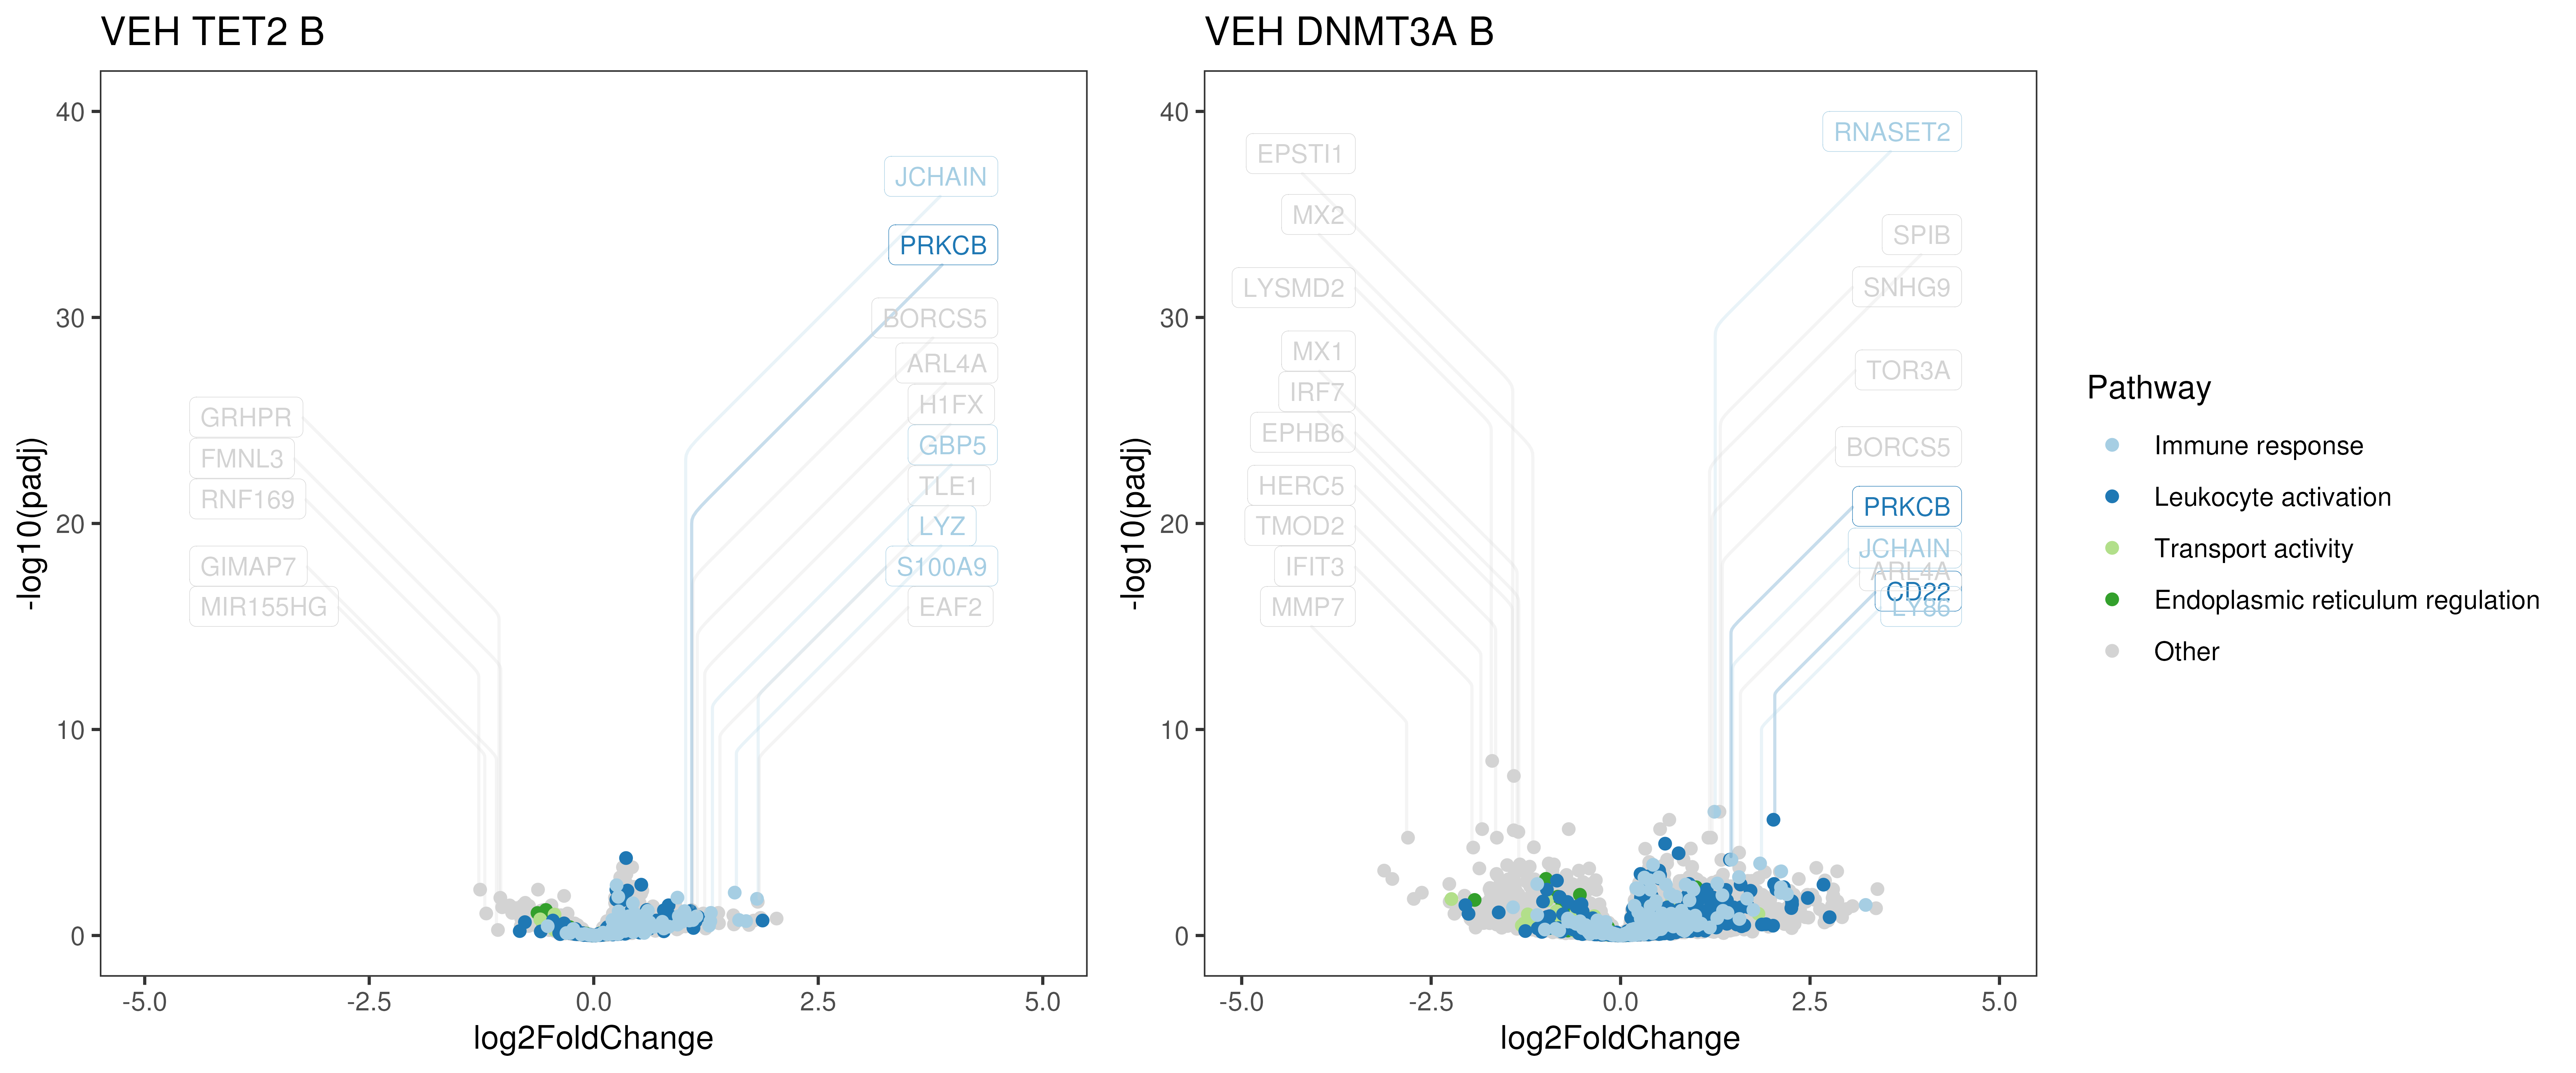 VEH TET2 B
-log10(padj)
40
30
20
10
0
JCHAIN
PRKCB
BORCS5
ARL4A
H1FX
GBP5
TLE1
LYZ
S100A9
EAF2
GRHPR
FMNL3
RNF169
GIMAP7
MIR155HG
-5.0
-2.5
0.0
2.5
5.0
log2FoldChange
VEH DNMT3A B
-log10(padj)
40
30
20
10
0
EPSTI1
MX2
LYSMD2
MX1
IRF7
EPHB6
HERC5
TMOD2
IFIT3
MMP7
RNASET2
SPIB
SNHG9
TOR3A
BORCS5
PRKCB
JCHAIN
ARL4A
CD22
LY86
-5.0
-2.5
0.0
2.5
5.0
log2FoldChange
Pathway
Immune response
Leukocyte activation
Transport activity
Endoplasmic reticulum regulation
Other